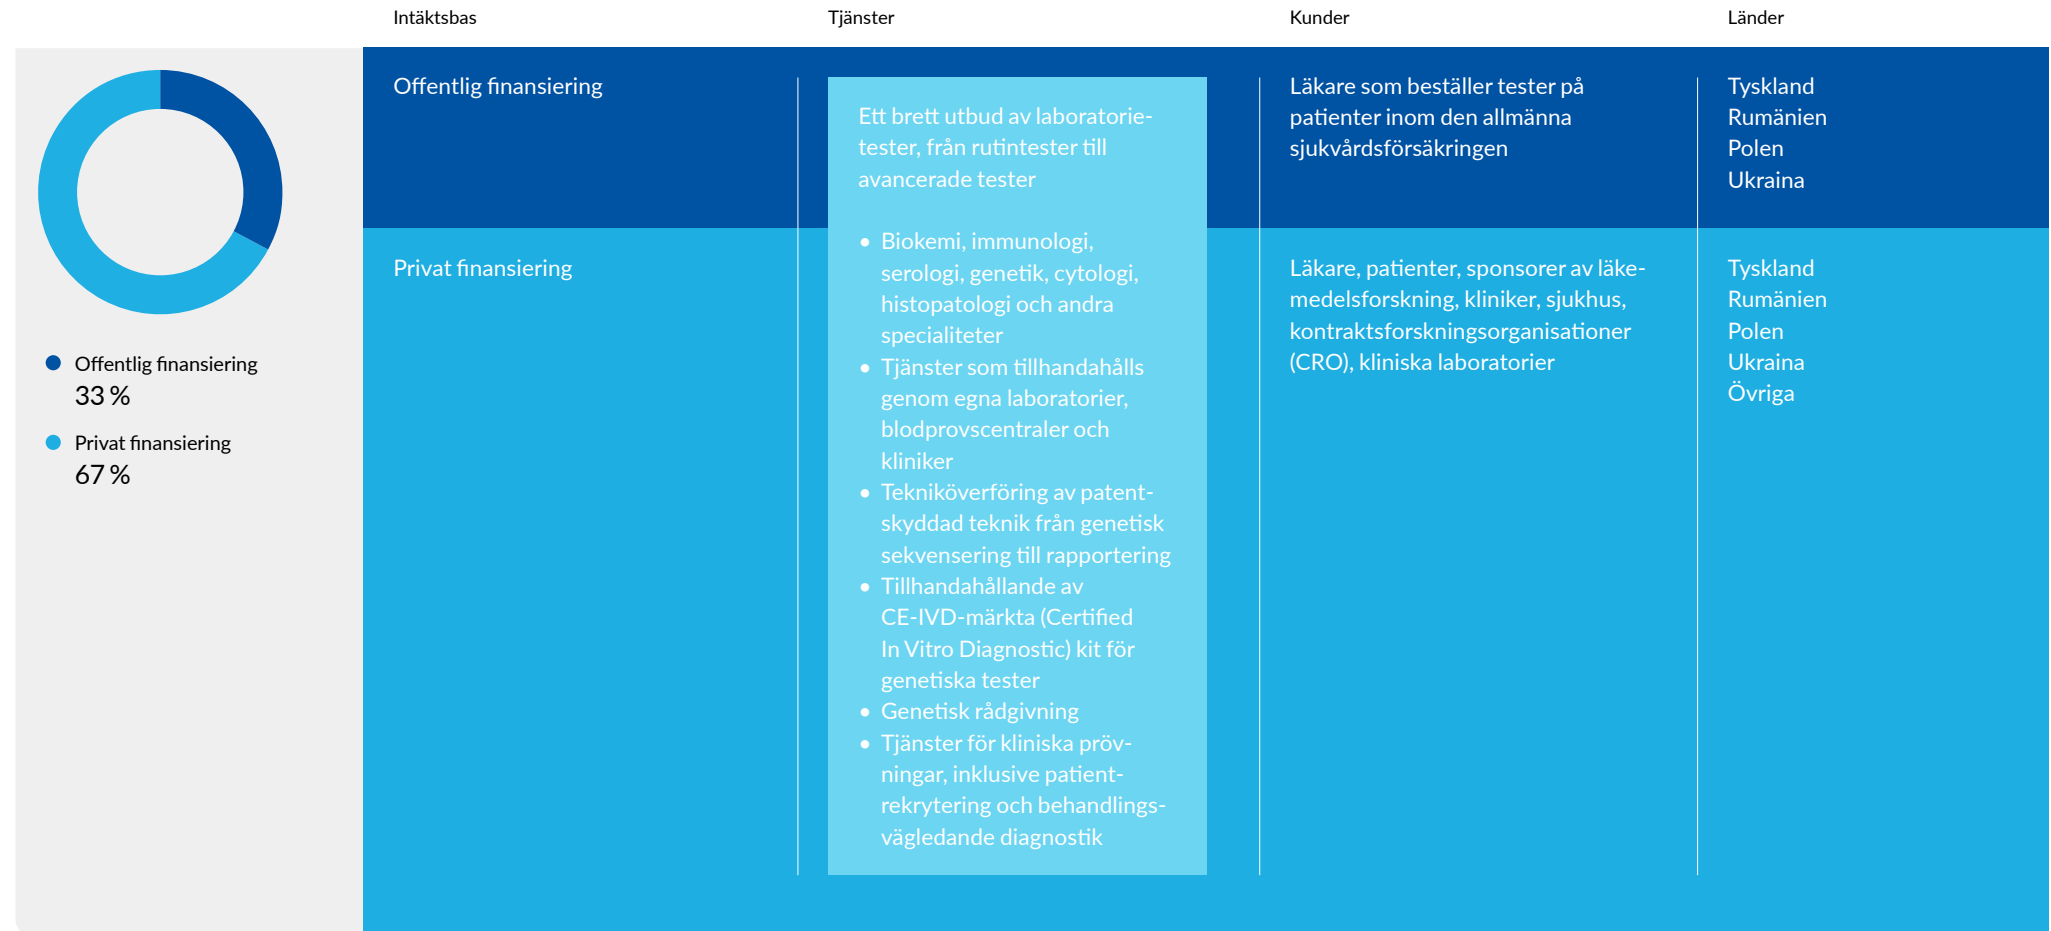 Intäktsbas
Tjänster
Kunder
Länder
Offentlig finansiering
33 %
Privat finansiering
67 %
Offentlig finansiering
Privat finansiering
Ett brett utbud av laboratorie-
tester, från rutintester till
avancerade tester
• Biokemi, immunologi,
serologi, genetik, cytologi,
histopatologi och andra
specialiteter
• Tjänster som tillhandahålls
genom egna laboratorier,
blodprovscentraler och
kliniker
• Tekniköverföring av patent-
skyddad teknik från genetisk
sekvensering till rapportering
• Tillhandahållande av
CE-IVD-märkta (Certified
In Vitro Diagnostic) kit för
genetiska tester
• Genetisk rådgivning
• Tjänster för kliniska pröv-
ningar, inklusive patient-
rekrytering och behandlings-
vägledande diagnostik
Läkare som beställer tester på
patienter inom den allmänna
sjukvårdsförsäkringen
Tyskland
Rumänien
Polen
Ukraina
Läkare, patienter, sponsorer av läke-
medelsforskning, kliniker, sjukhus,
kontraktsforskningsorganisationer
(CRO), kliniska laboratorier
Tyskland
Rumänien
Polen
Ukraina
Övriga